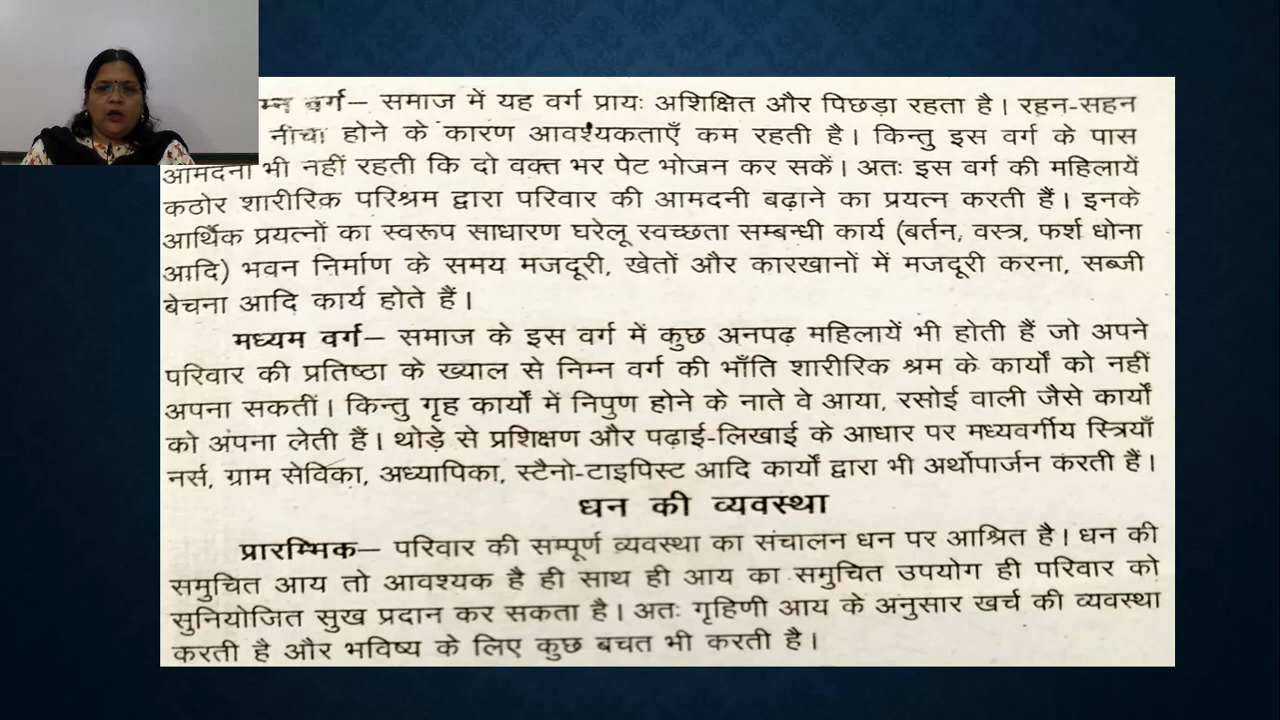 वर्ग– समाज में यह वर्ग प्रायः अशिक्षित और पिछड़ा रहता है। रहन-सहन
नीचा होने के कारण आवश्यकताएँ कम रहती है। किन्तु इस वर्ग के पास
आमदनी भी नहीं रहती कि दो वक्त भर पेट भोजन कर सकें। अतः इस वर्ग की महिलायें
कठोर शारीरिक परिश्रम द्वारा परिवार की आमदनी बढ़ाने का प्रयत्न करती हैं। इनके
आर्थिक प्रयत्नों का स्वरूप साधारण घरेलू स्वच्छता सम्बन्धी कार्य (बर्तन, वस्त्र, फर्श धोना
आदि) भवन निर्माण के समय मजदूरी, खेतों और कारखानों में मजदूरी करना, सब्जी
बेचना आदि कार्य होते हैं।
मध्यम वर्ग– समाज के इस वर्ग में कुछ अनपढ़ महिलायें भी होती हैं जो अपने
परिवार की प्रतिष्ठा के ख्याल से निम्न वर्ग की भाँति शारीरिक श्रम के कार्यों को नहीं
अपना सकतीं। किन्तु गृह कार्यों में निपुण होने के नाते वे आया, रसोई वाली जैसे कार्यों
को अपना लेती हैं। थोड़े से प्रशिक्षण और पढ़ाई-लिखाई के आधार पर मध्यवर्गीय स्त्रियाँ
नर्स, ग्राम सेविका, अध्यापिका, स्टैनो-टाइपिस्ट आदि कार्यों द्वारा भी अर्थोपार्जन करती हैं।
धन की व्यवस्था
प्रारम्भिक– परिवार की सम्पूर्ण व्यवस्था का संचालन धन पर आश्रित है। धन की
समुचित आय तो आवश्यक है ही साथ ही आय का समुचित उपयोग ही परिवार को
सुनियोजित सुख प्रदान कर सकता है। अतः गृहिणी आय के अनुसार खर्च की व्यवस्था
करती है और भविष्य के लिए कुछ बचत भी करती है।